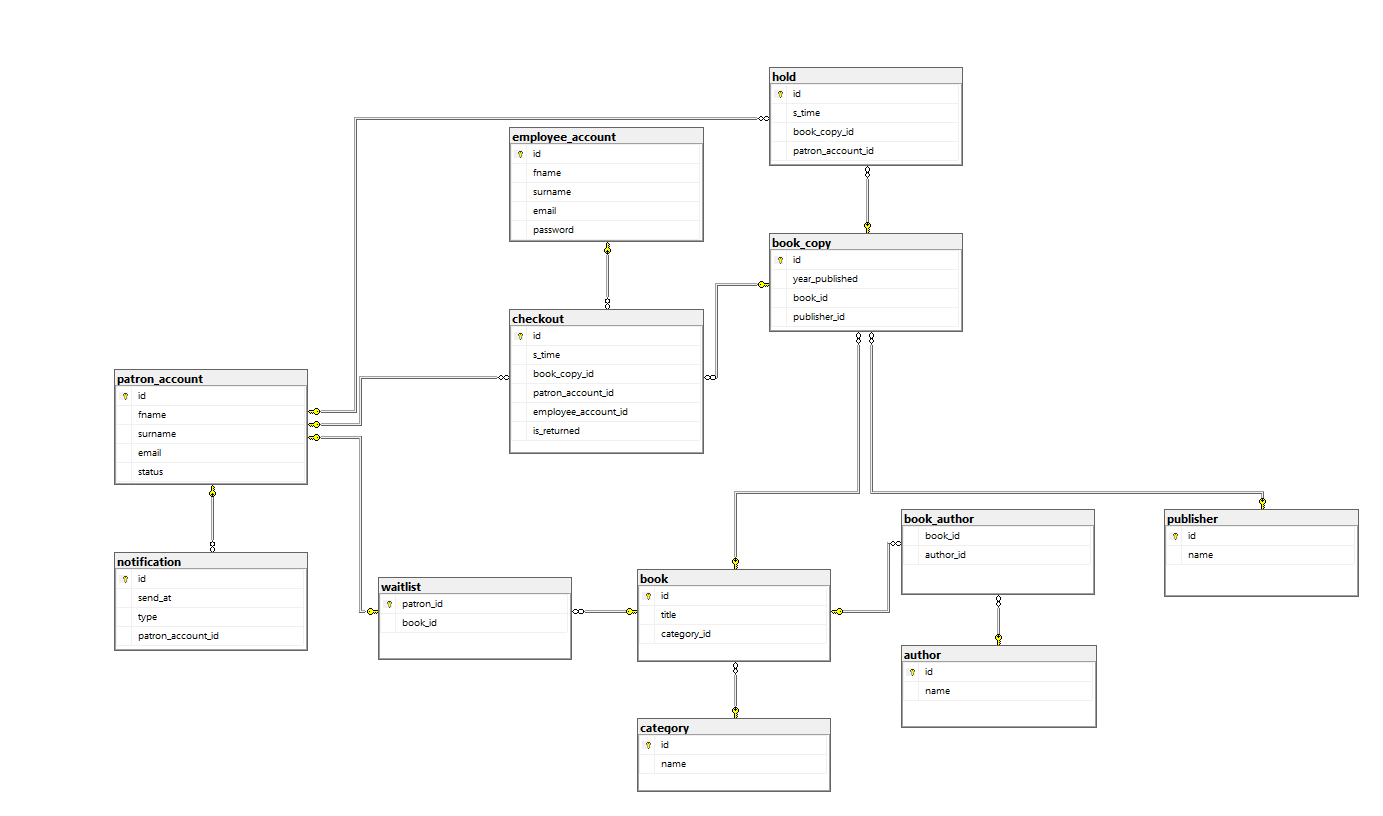 hold
id
s_time
book_copy_id
patron_account_id
employee_account
id
fname
surname
email
password
book_copy
id
year_published
book_id
publisher_id
checkout
id
s_time
book_copy_id
patron_account_id
employee_account_id
is_returned
patron_account
id
fname
surname
email
status
notification
id
send_at
type
patron_account_id
waitlist
patron_id
book_id
book
id
title
category_id
book_author
book_id
author_id
publisher
id
name
author
id
name
category
id
name